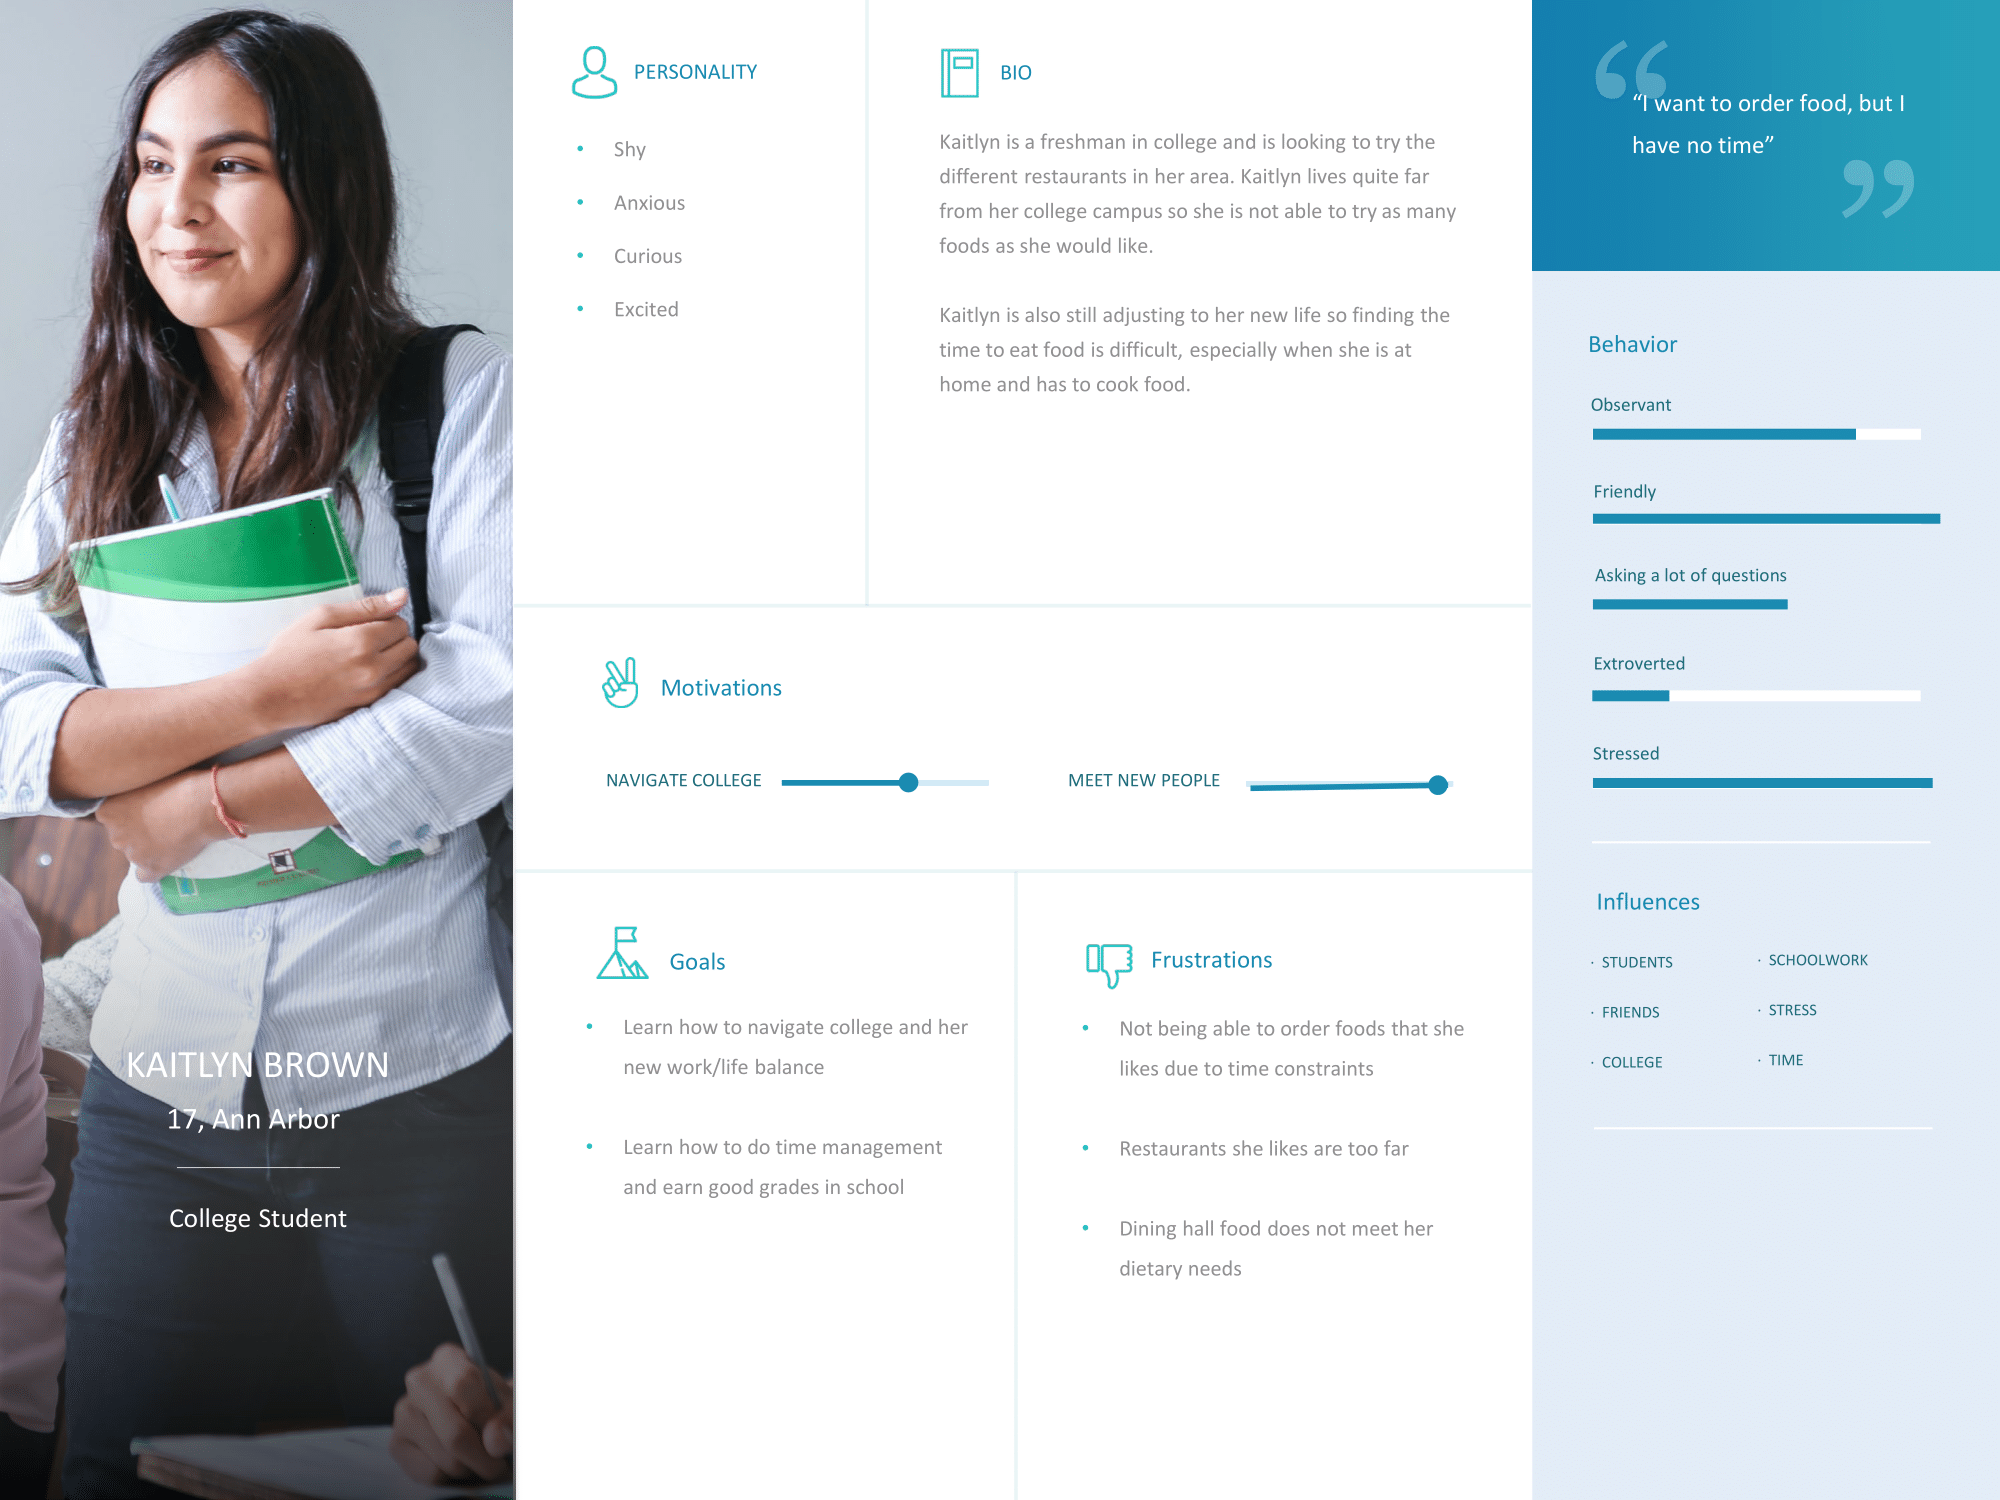 KAITLYN BROWN
17, Ann Arbor
College Student
PERSONALITY
• Shy
• Anxious
• Curious
• Excited
BIO
Kaitlyn is a freshman in college and is looking to try the
different restaurants in her area. Kaitlyn lives quite far
from her college campus so she is not able to try as many
foods as she would like.
Kaitlyn is also still adjusting to her new life so finding the
time to eat food is difficult, especially when she is at
home and has to cook food.
Motivations
NAVIGATE COLLEGE
MEET NEW PEOPLE
Goals
• Learn how to navigate college and her
new work/life balance
• Learn how to do time management
and earn good grades in school
Frustrations
• Not being able to order foods that she
likes due to time constraints
• Restaurants she likes are too far
• Dining hall food does not meet her
dietary needs
“I want to order food, but I
have no time”
Behavior
Observant
Friendly
Asking a lot of questions
Extroverted
Stressed
Influences
· STUDENTS
· FRIENDS
· COLLEGE
· SCHOOLWORK
· STRESS
· TIME